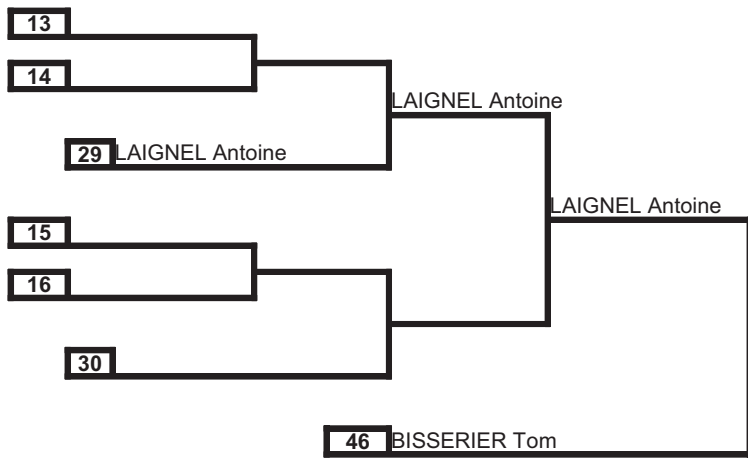 13
14
LAIGNEL Antoine
29 LAIGNEL Antoine
LAIGNEL Antoine
15
16
30
46 BISSERIER Tom